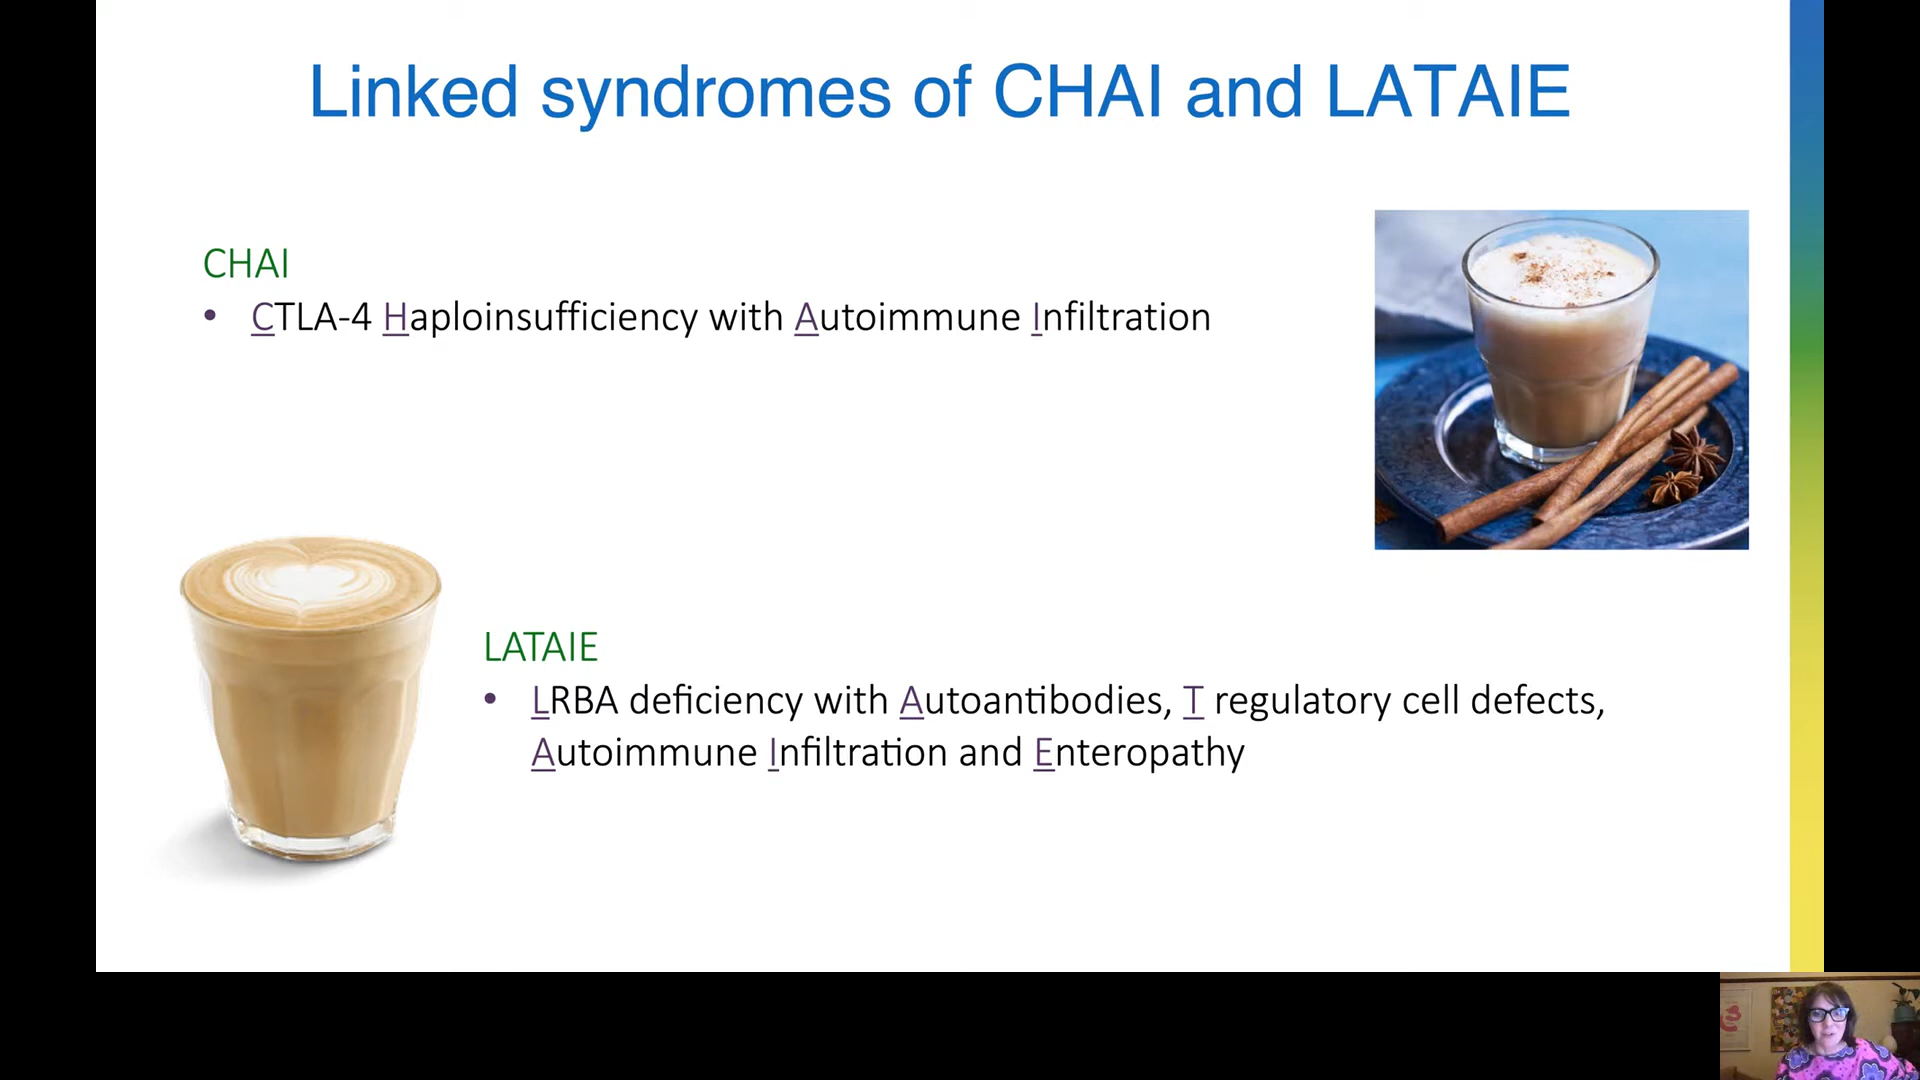 Linked syndromes of CHAI and LATAIE
CHAI
• CTLA-4 Haploinsufficiency with Autoimmune Infiltration
LATAIE
• LRBA deficiency with Autoantibodies, T regulatory cell defects,
Autoimmune Infiltration and Enteropathy